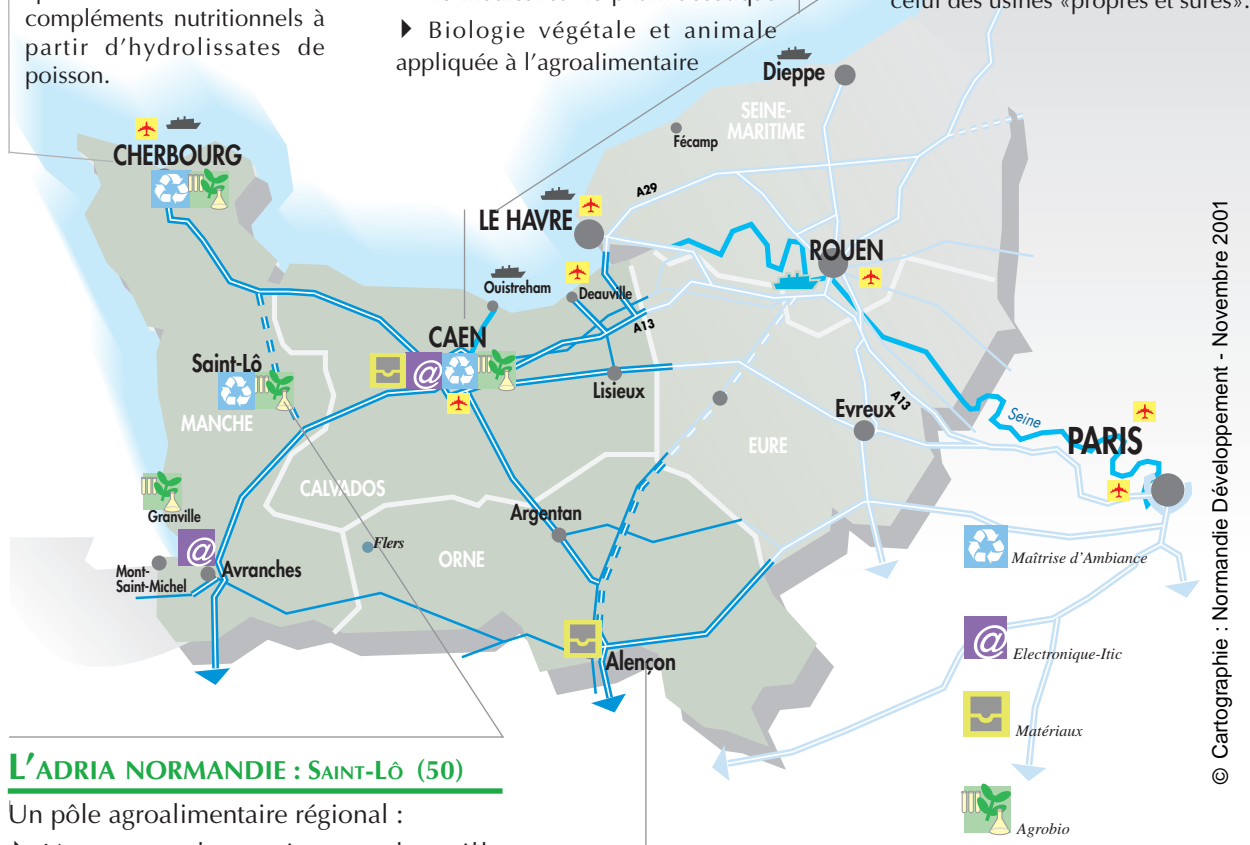 compléments nutritionnels à
partir d'hydrolissates de
poisson.
▶ Biologie végétale et animale
appliquée à l'agroalimentaire
celui des usines «propres et sûres».
Dieppe
SEINE-
MARITIME
Fécamp
CHERBOURG
A29
LE HAVRE
ROUEN
Ouistreham
Deauville
A13
CAEN
Saint-Lô
@
Lisieux
MANCHE
Evreux
A13
Seine
PARIS
EURE
CALVADOS
Granville
Argentan
Flers
ORNE
@
Mont-
Saint-Michel
Avranches
Alençon
Maîtrise d'Ambiance
@
Electronique-Itic
Matériaux
Agrobio
© Cartographie : Normandie Développement - Novembre 2001
L'ADRIA NORMANDIE : SAINT-LÔ (50)
Un pôle agroalimentaire régional :